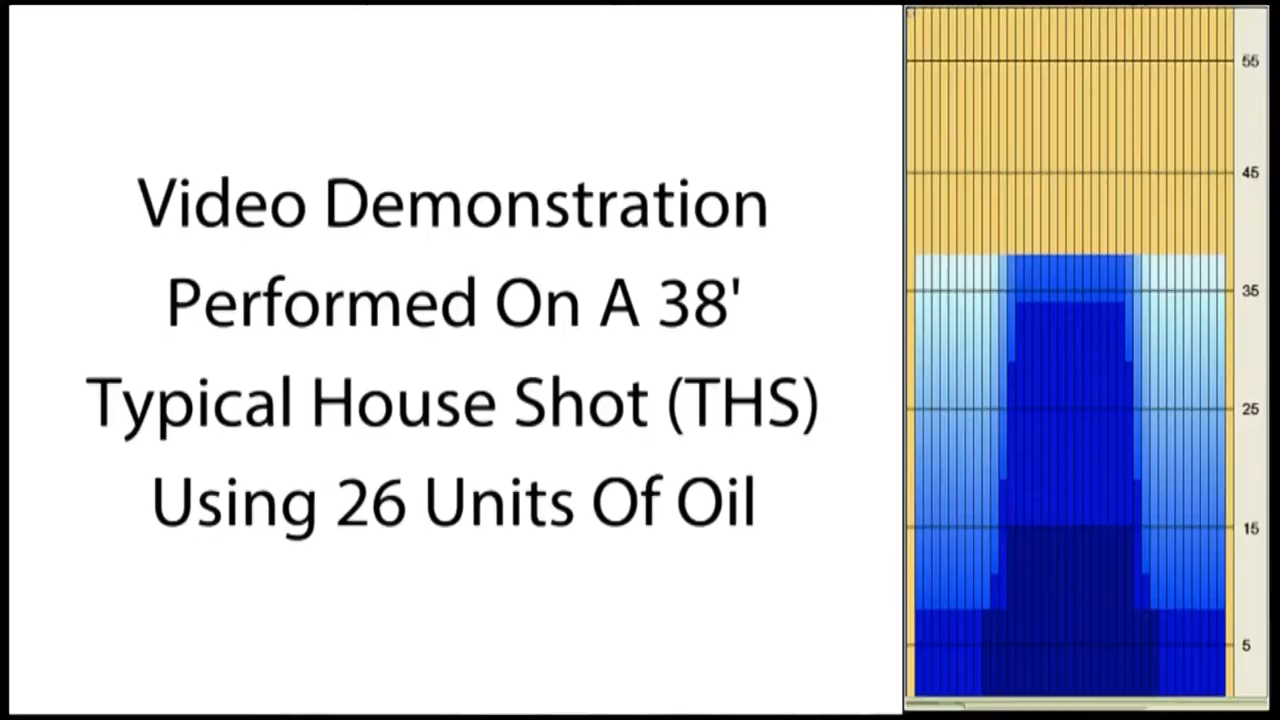 Video Demonstration
Performed On A 38'
Typical House Shot (THS)
Using 26 Units Of Oil
55
45
35
25
15
5